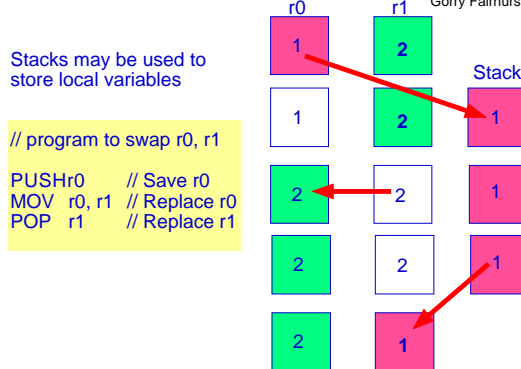 r0 r1 Gorry Fairhurs
1 2
Stacks may be used to
store local variables
Stack
1 2 1
// program to swap r0, r1
PUSHr0 // Save r0
MOV r0, r1 // Replace r0
POP r1 // Replace r1
2 2 1
2 2 1
2 1